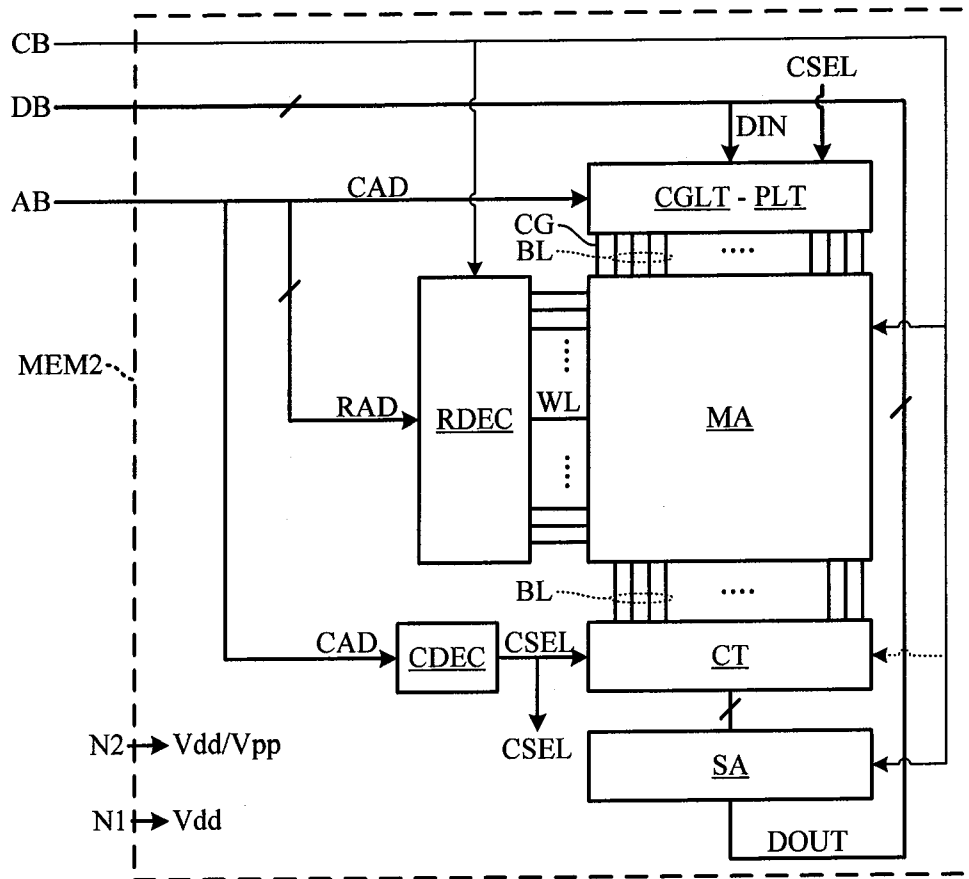 CB
CSEL
DB
DIN
AB
CAD
CGLT - PLT
CG
BL
....
MEM2
RAD
RDEC
WL
MA
BL
....
CAD
CDEC
CSEL
CT
CSEL
N2
Vdd/Vpp
SA
N1
Vdd
DOUT